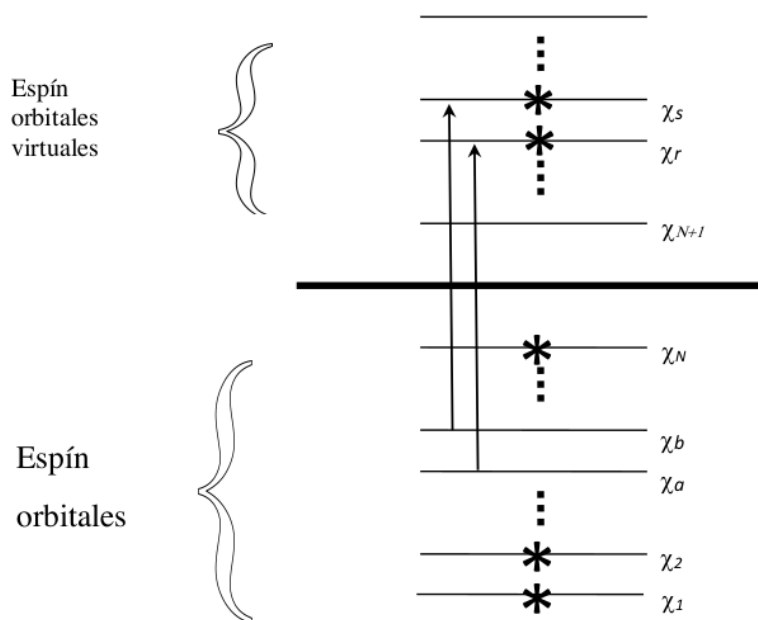 Espín
orbitales
virtuales
χs
χr
χN+1
χN
Espín
orbitales
χb
χa
χ2
χ1